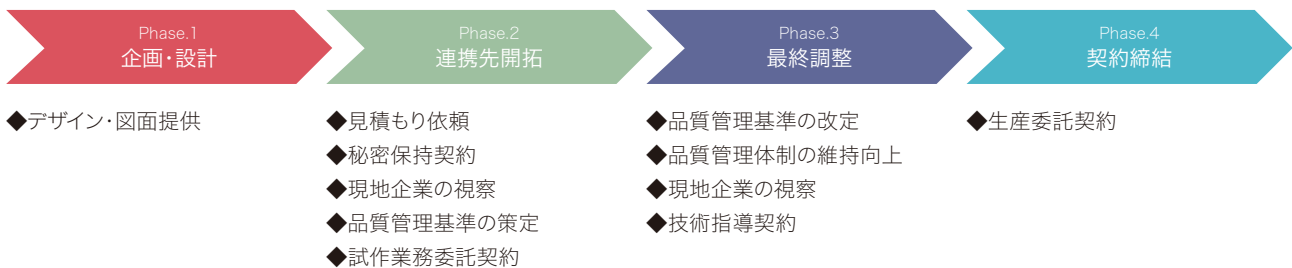 Phase.1
企画・設計
Phase.2
連携先開拓
Phase.3
最終調整
Phase.4
契約締結
◆デザイン・図面提供
◆見積もり依頼
◆秘密保持契約
◆現地企業の視察
◆品質管理基準の策定
◆試作業務委託契約
◆品質管理基準の改定
◆品質管理体制の維持向上
◆現地企業の視察
◆技術指導契約
◆生産委託契約